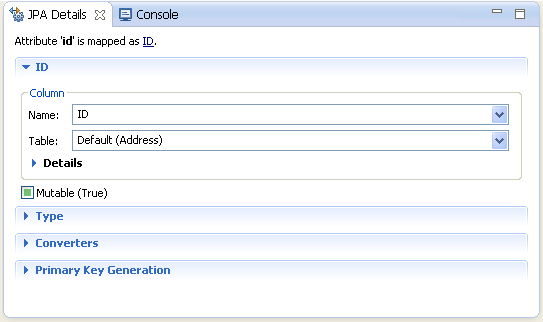 JPA Details Console
Attribute 'id' is mapped as ID.
ID
Column
Name: ID
Table: Default (Address)
Details
Mutable (True)
Type
Converters
Primary Key Generation